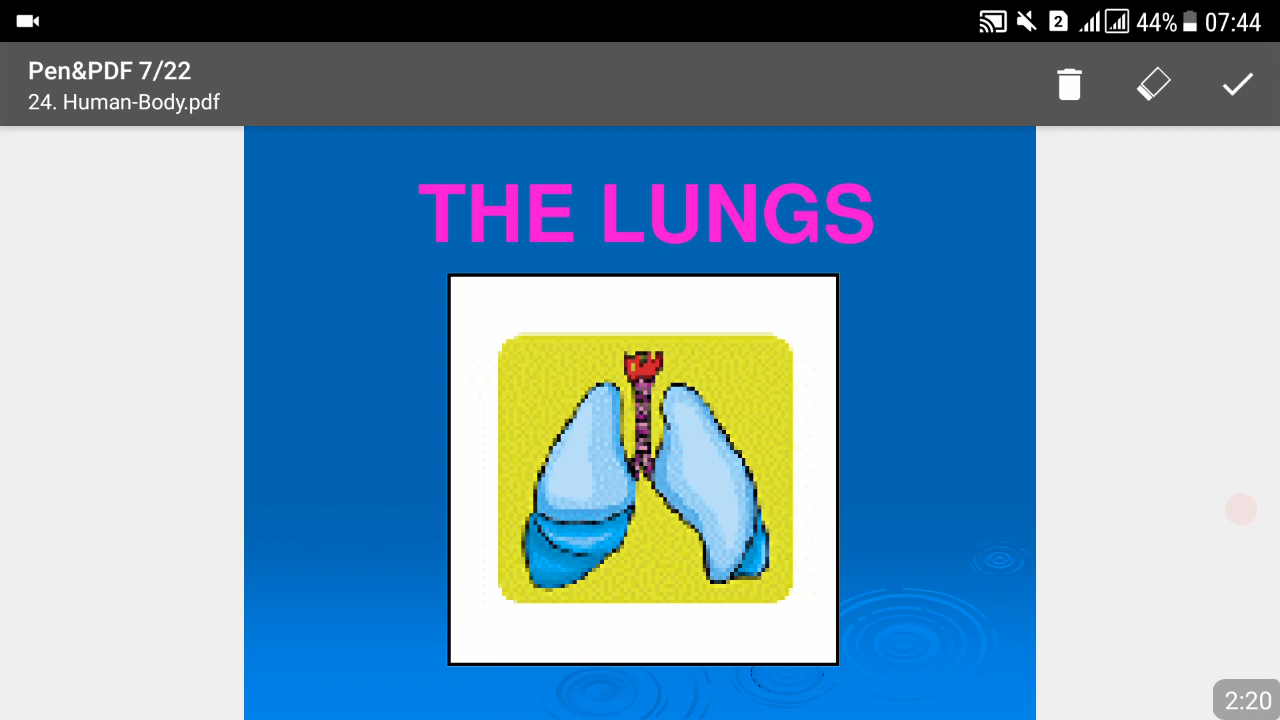 2 44% 07:44
Pen&PDF 7/22
24. Human-Body.pdf
THE LUNGS
2:20